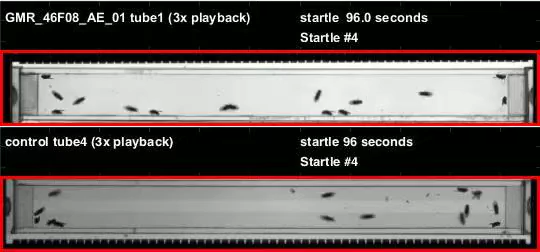 GMR_46F08_AE_01 tube1 (3x playback)
startle  96.0 seconds
Startle #4
control tube4 (3x playback)
startle 96 seconds
Startle #4